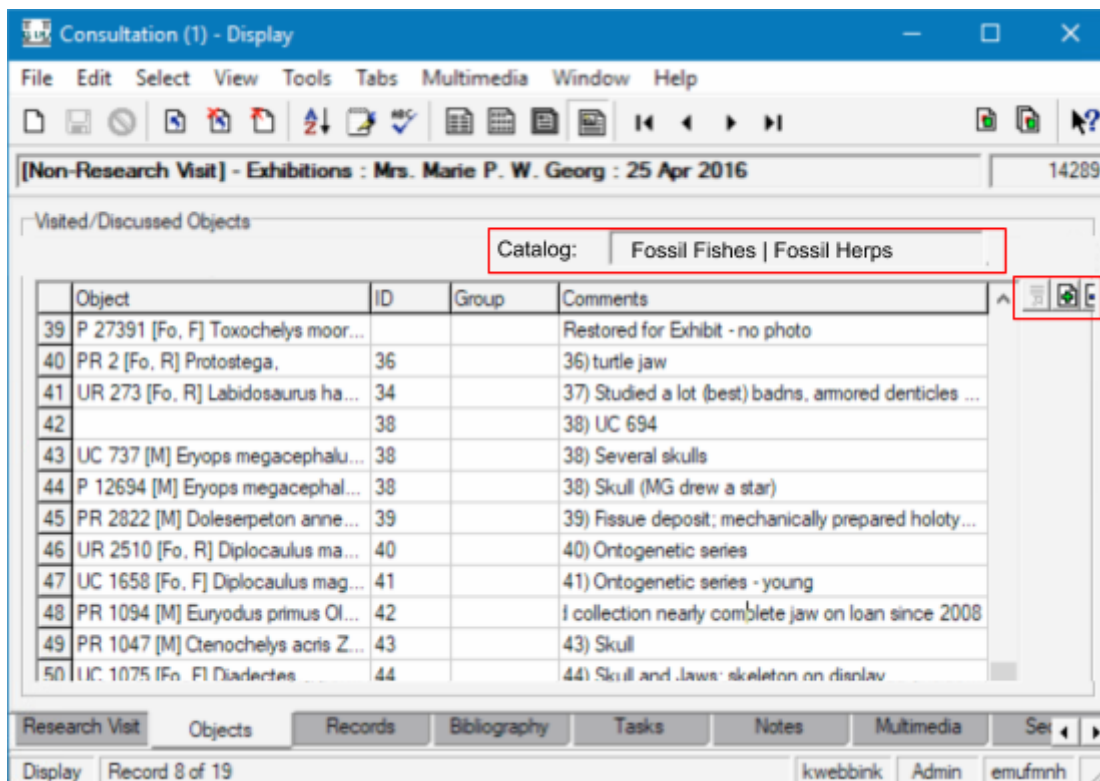 Consultation (1) - Display
File Edit Select View Tools Tabs Multimedia Window Help
[Non-Research Visit] - Exhibitions : Mrs. Marie P. W. Georg : 25 Apr 2016 14289
Visited/Discussed Objects
Catalog: Fossil Fishes | Fossil Herps
Object ID Group Comments
39 P 27391 [Fo, F] Toxochelys moor... Restored for Exhibit - no photo
40 PR 2 [Fo, R] Protostega, 36 36) turtle jaw
41 UR 273 [Fo, R] Labidosaurus ha... 34 37) Studied a lot (best) badns, armored denticles ...
42 38 38) UC 694
43 UC 737 [M] Eryops megacephalu... 38 38) Several skulls
44 P 12694 [M] Eryops megacephal... 38 38) Skull (MG drew a star)
45 PR 2822 [M] Doleserpeton anne... 39 39) Fissue deposit; mechanically prepared holoty...
46 UR 2510 [Fo, R] Diplocaulus ma... 40 40) Ontogenetic series
47 UC 1658 [Fo, F] Diplocaulus mag... 41 41) Ontogenetic series - young
48 PR 1094 [M] Euryodus primus Ol... 42 collection nearly complete jaw on loan since 2008
49 PR 1047 [M] Ctenochelys acris Z... 43 43) Skull
50 UC 1075 [Fo, F] Diadectes 44 44) Skull and Jaws; skeleton on display
Research Visit Objects Records Bibliography Tasks Notes Multimedia Sec
Display Record 8 of 19 kwebbink Admin emufmnh